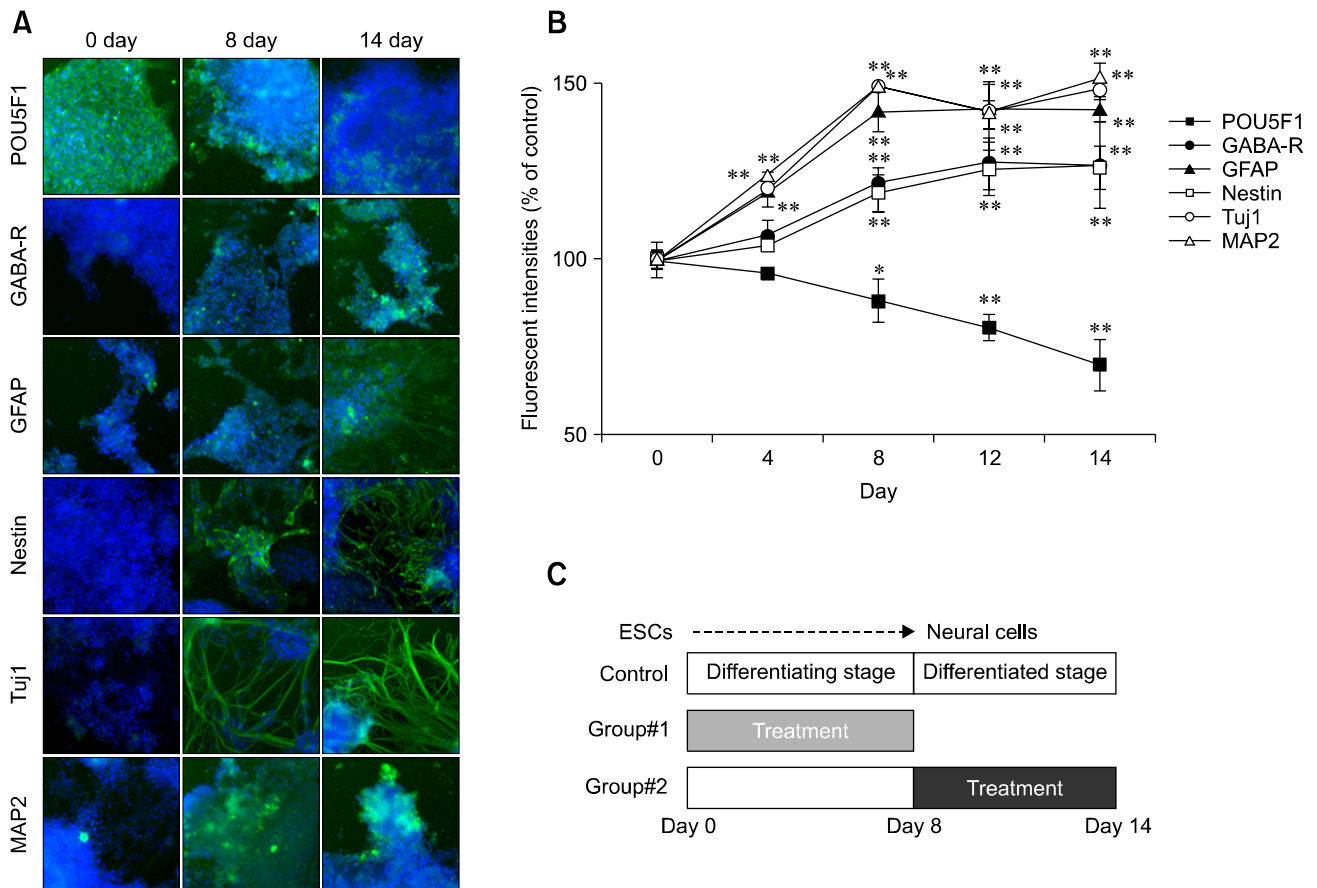 A
0 day 8 day 14 day
POU5F1
GABA-R
GFAP
Nestin
Tuj1
MAP2
B
Fluorescent intensities (% of control)
150
100
50
** ** ** **
** ** **
** **
** ** ** **
** ** ** **
**
** ** **
*
**
**
0 4 8 12 14
Day
POU5F1
GABA-R
GFAP
Nestin
Tuj1
MAP2
C
ESCs Neural cells
Control Differentiating stage Differentiated stage
Group#1 Treatment
Group#2 Treatment
Day 0 Day 8 Day 14